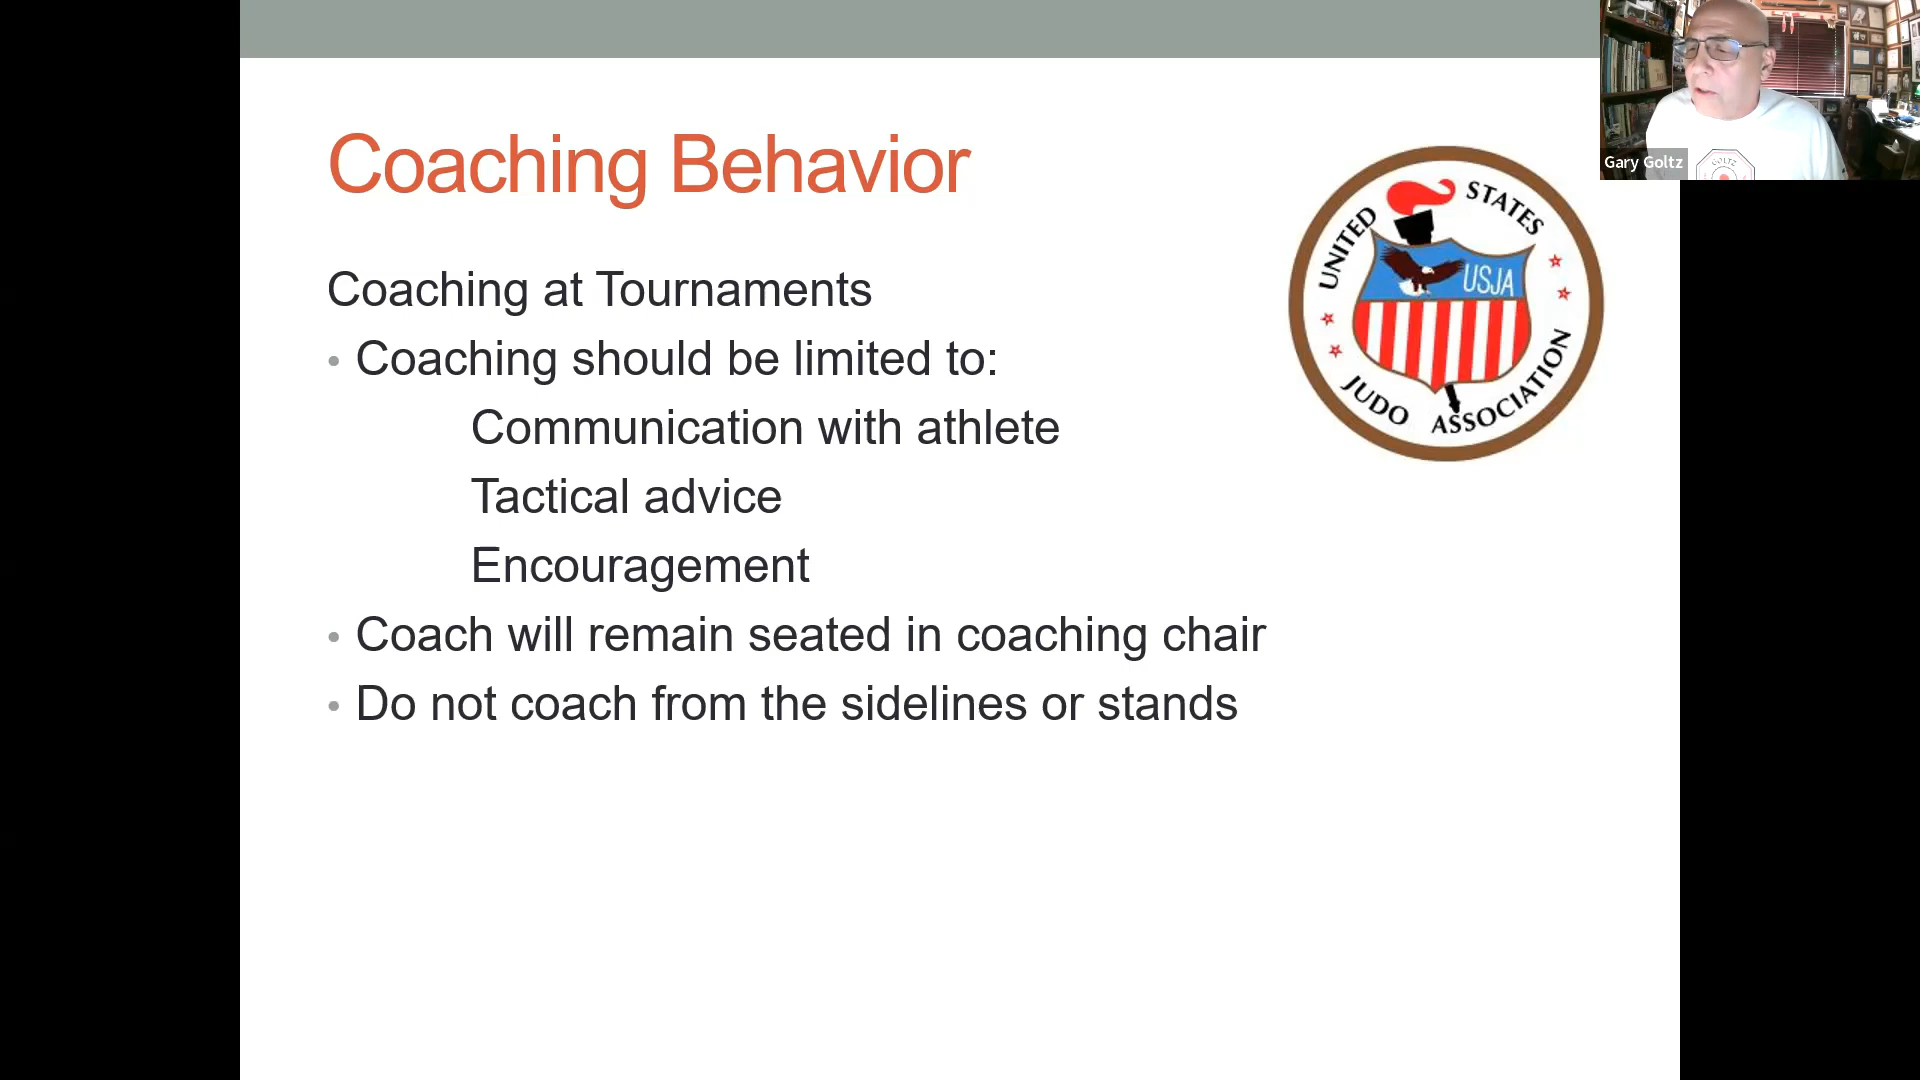 Coaching Behavior
Coaching at Tournaments
• Coaching should be limited to:
Communication with athlete
Tactical advice
Encouragement
• Coach will remain seated in coaching chair
• Do not coach from the sidelines or stands
UNITED STATES
USJA
JUDO ASSOCIATION
Gary Goltz
GOLTZ